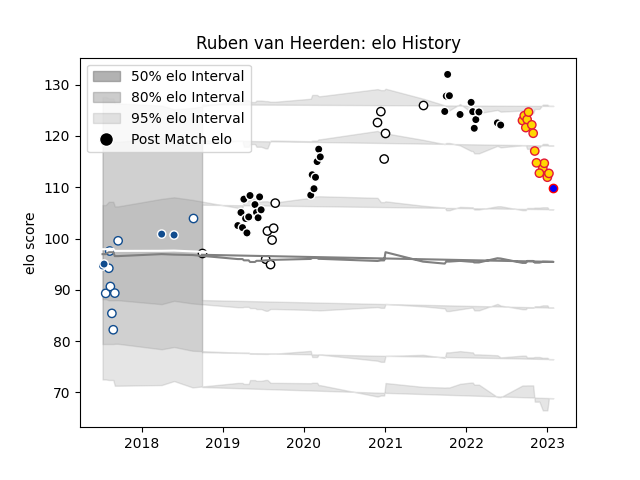 Ruben van Heerden: elo History
50% elo Interval
80% elo Interval
95% elo Interval
Post Match elo
elo score
130
120
110
100
90
80
70
2018
2019
2020
2021
2022
2023